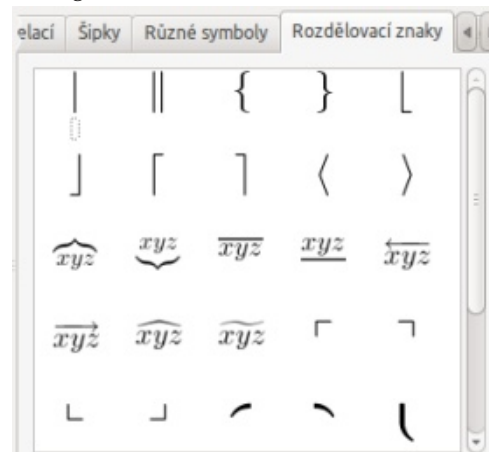 elací Šipky Různé symboly Rozdělovací znaky
| ‖ { } ⌊
⌋ ⌈ ⌉ ⟨ ⟩
xyz xyz xyz xyz xyz
xyz xyz xyz ⌜ ⌝
⌞ ⌟